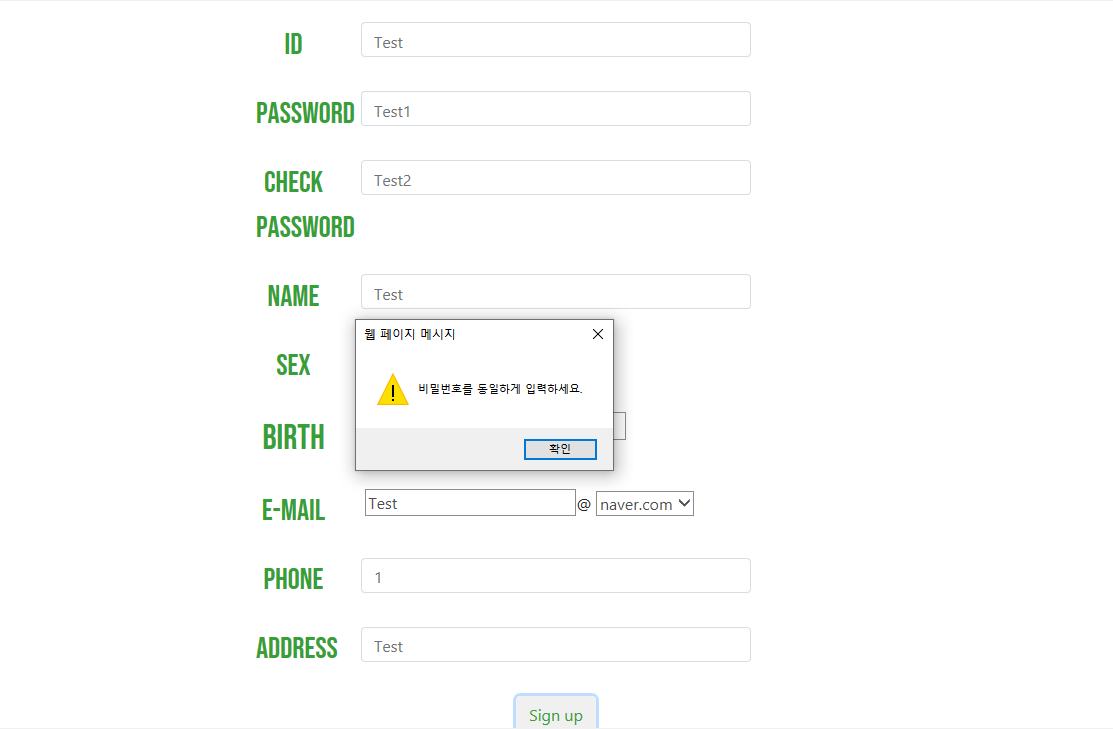 ID Test
PASSWORD Test1
CHECK Test2
PASSWORD
NAME Test
웹 페이지 메시지
SEX
비밀번호를 동일하게 입력하세요.
BIRTH
확인
E-MAIL Test @ naver.com
PHONE 1
ADDRESS Test
Sign up